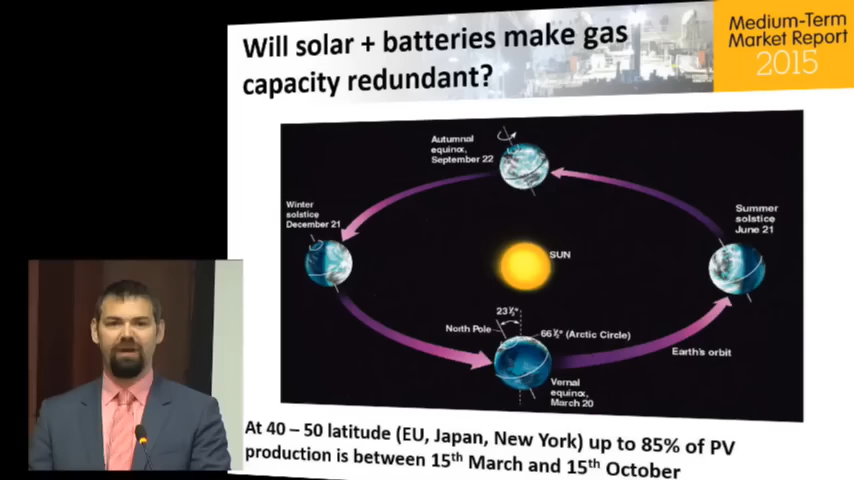 Will solar + batteries make gas
capacity redundant?
Medium-Term
Market Report
2015
Autumnal
equinox,
September 22
Winter
solstice
December 21
Summer
solstice
June 21
SUN
23½°
North Pole
66½° (Arctic Circle)
Earth's orbit
Vernal
equinox,
March 20
At 40 – 50 latitude (EU, Japan, New York) up to 85% of PV
production is between 15th March and 15th October